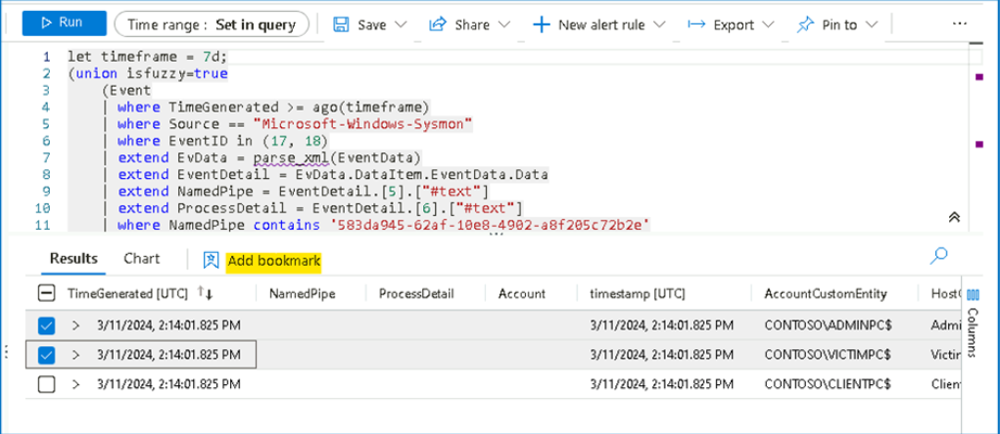 Run Time range : Set in query Save Share New alert rule Export Pin to ...
1 let timeframe = 7d;
2 (union isfuzzy=true
3 (Event
4 | where TimeGenerated >= ago(timeframe)
5 | where Source == "Microsoft-Windows-Sysmon"
6 | where EventID in (17, 18)
7 | extend EvData = parse_xml(EventData)
8 | extend EventDetail = EvData.DataItem.EventData.Data
9 | extend NamedPipe = EventDetail.[5].["#text"]
10 | extend ProcessDetail = EventDetail.[6].["#text"]
11 | where NamedPipe contains '583da945-62af-10e8-4902-a8f205c72b2e'
Results Chart Add bookmark
TimeGenerated [UTC] NamedPipe ProcessDetail Account timestamp [UTC] AccountCustomEntity Host
3/11/2024, 2:14:01.825 PM 3/11/2024, 2:14:01.825 PM CONTOSO\ADMINPC$ Admi
3/11/2024, 2:14:01.825 PM 3/11/2024, 2:14:01.825 PM CONTOSO\VICTIMPC$ Victir
3/11/2024, 2:14:01.825 PM 3/11/2024, 2:14:01.825 PM CONTOSO\CLIENTPC$ Clien
Columns